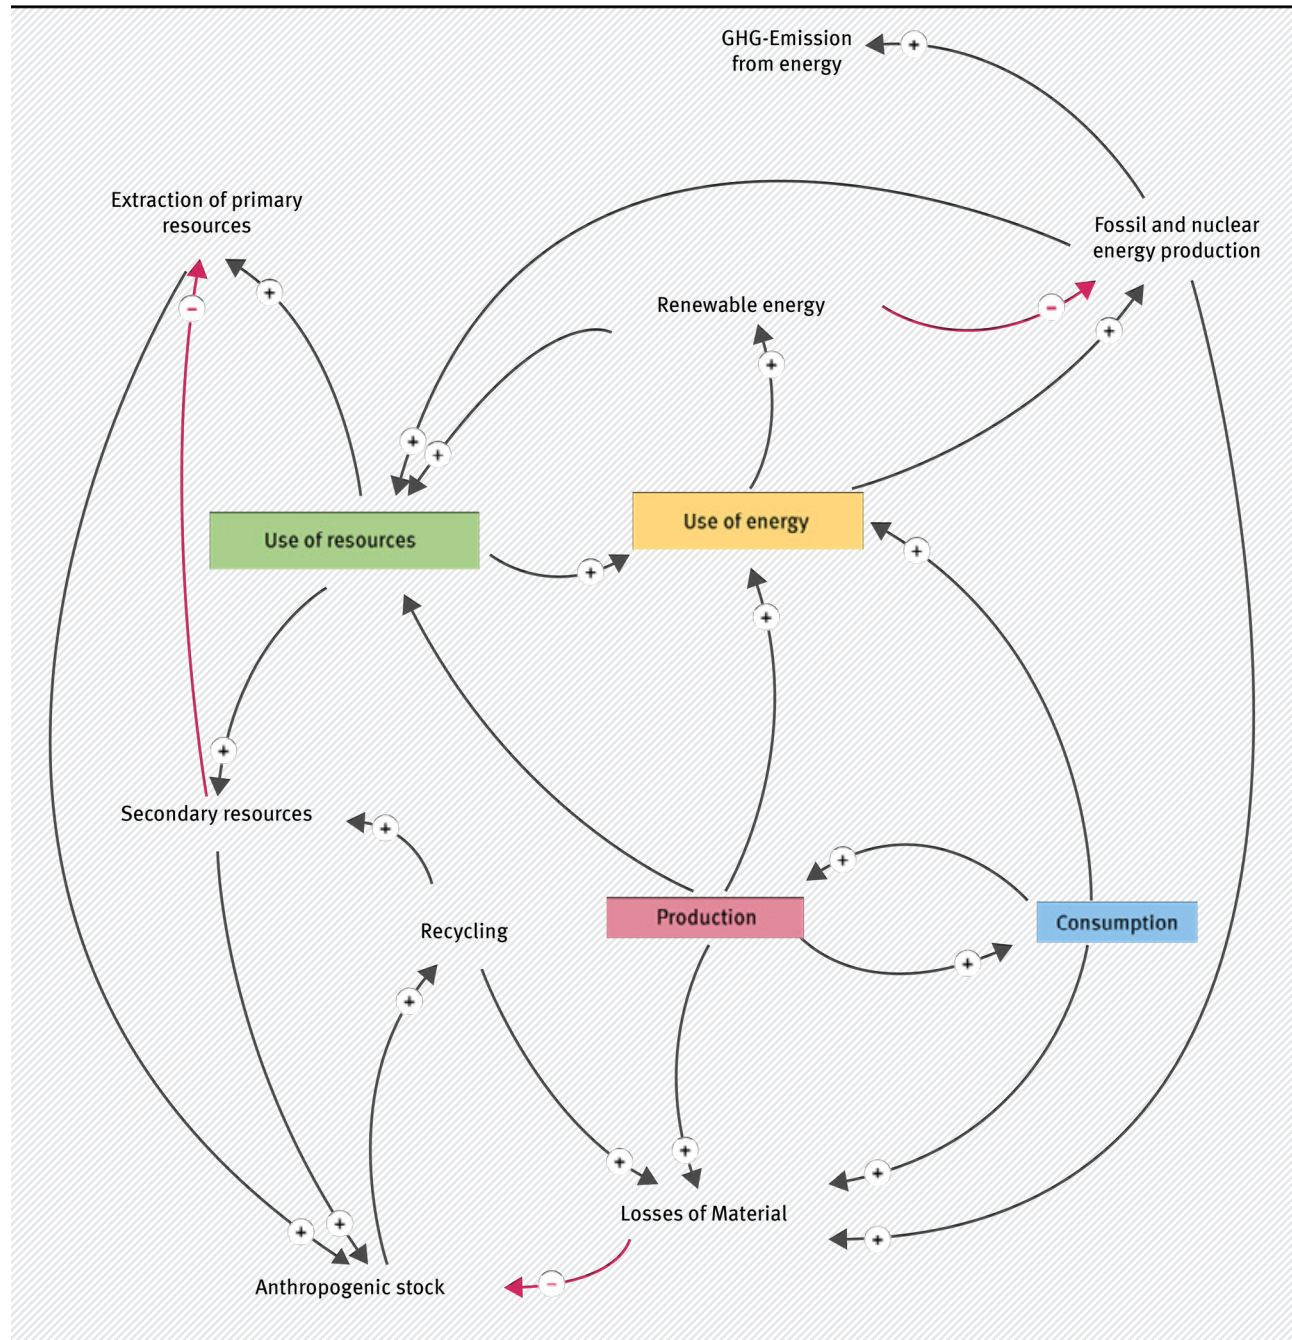 GHG-Emission
from energy
Extraction of primary
resources
Fossil and nuclear
energy production
Renewable energy
Use of resources
Use of energy
Secondary resources
Recycling
Production
Consumption
Losses of Material
Anthropogenic stock